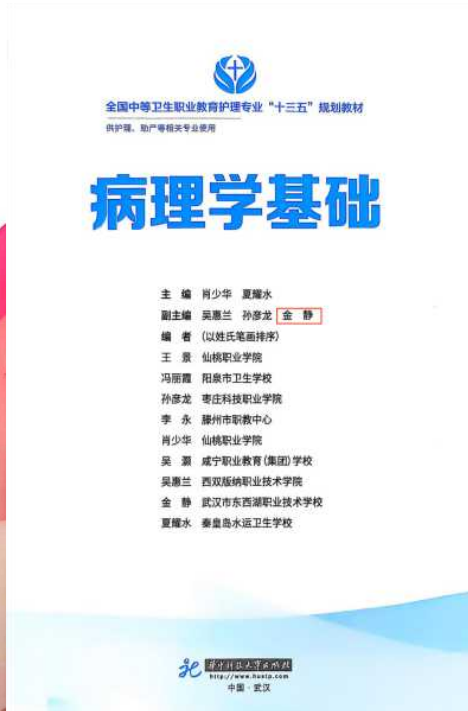 全国中等卫生职业教育护理专业“十三五”规划教材
供护理、助产等相关专业使用
病理学基础
主 编 肖少华 夏耀水
副主编 吴惠兰 孙彦龙 金 静
编 者 (以姓氏笔画排序)
王 景 仙桃职业学院
冯丽霞 阳泉市卫生学校
孙彦龙 枣庄科技职业学院
李 永 滕州市职教中心
肖少华 仙桃职业学院
吴 灏 咸宁职业教育(集团)学校
吴惠兰 西双版纳职业技术学院
金 静 武汉市东西湖职业技术学校
夏耀水 秦皇岛水运卫生学校
华中科技大学出版社
http://www.hustp.com
中国·武汉